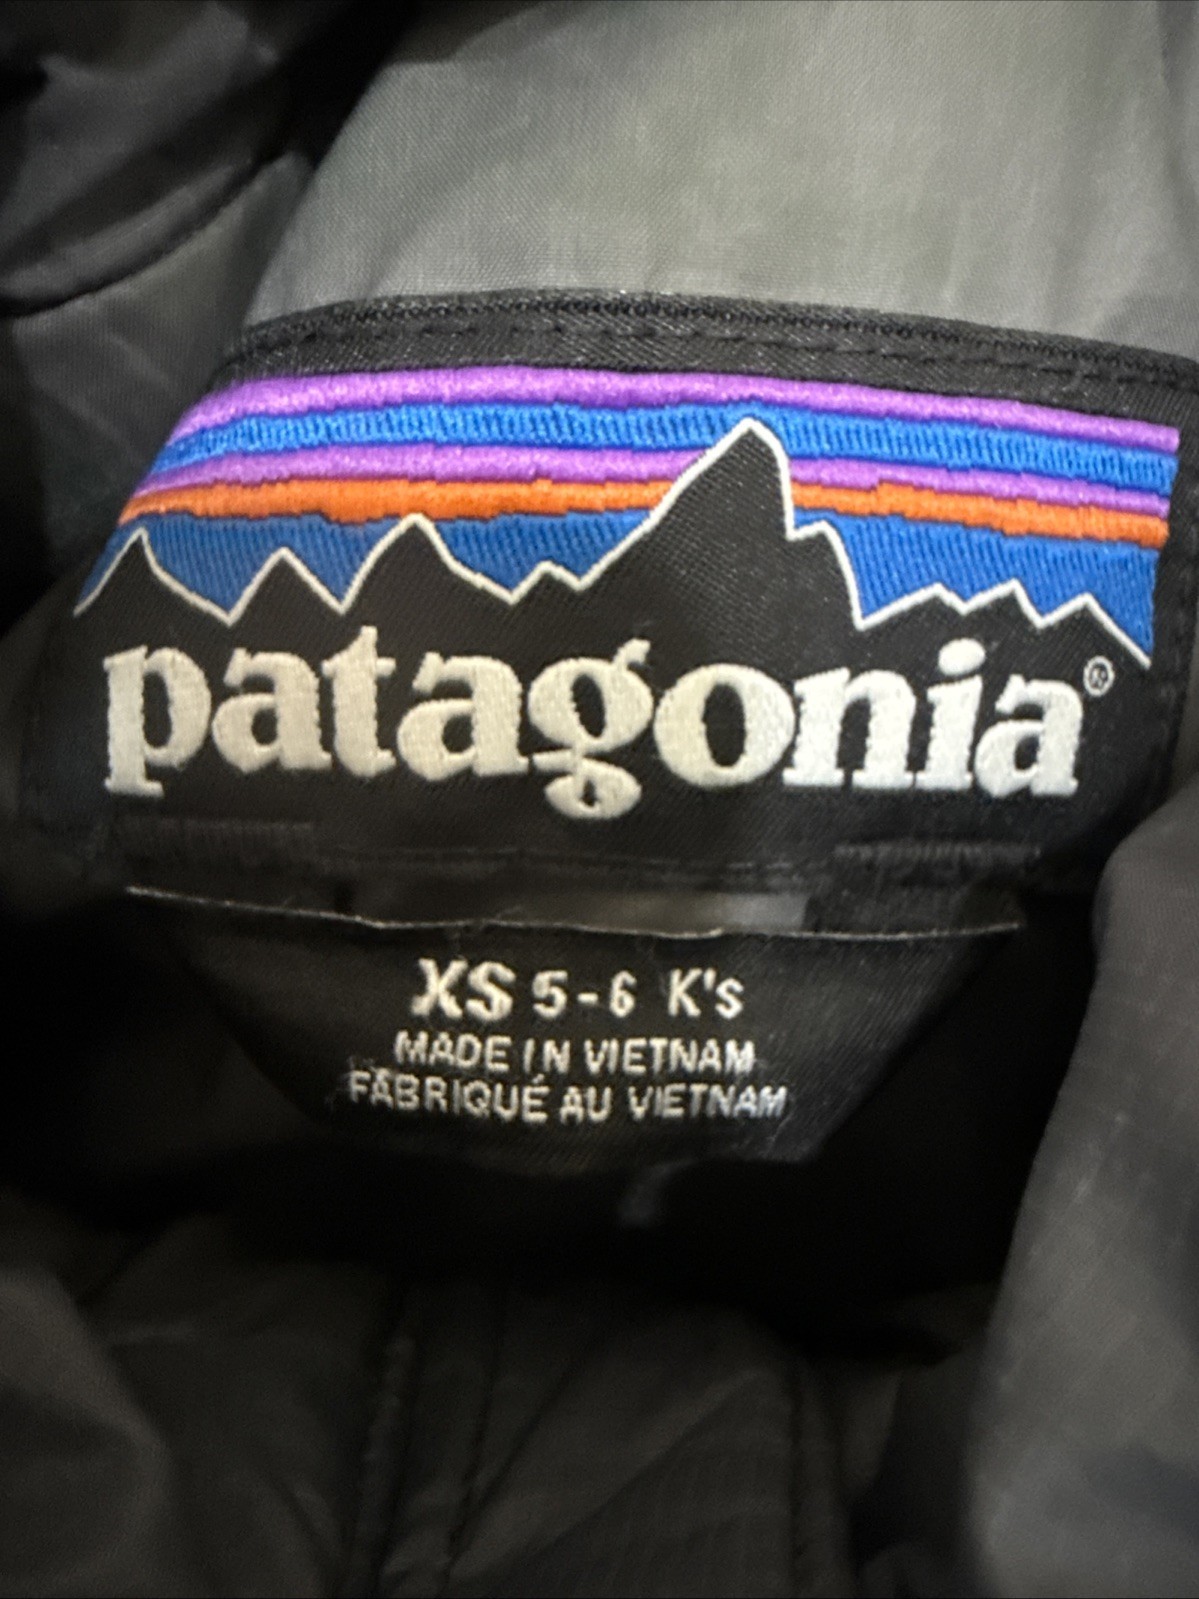 patagonia®
XS 5-6 K's
MADE IN VIETNAM
FABRIQUÉ AU VIETNAM